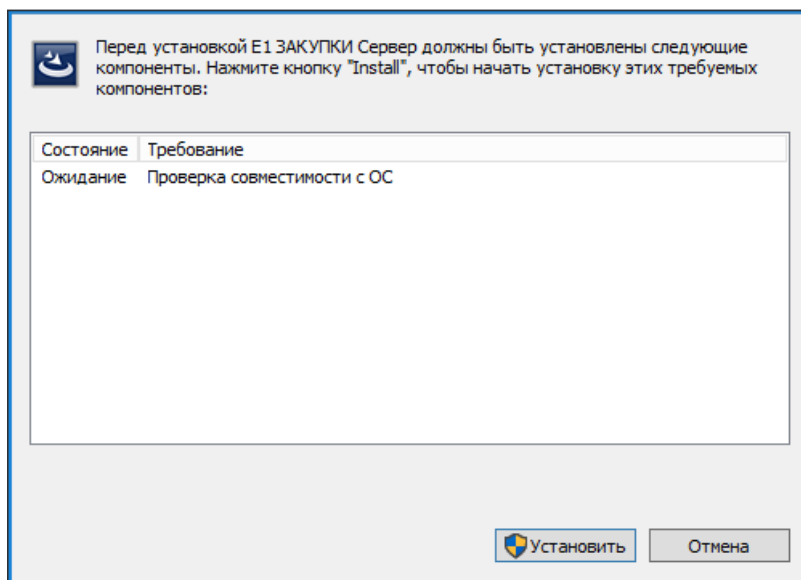 Перед установкой Е1 ЗАКУПКИ Сервер должны быть установлены следующие
компоненты. Нажмите кнопку "Install", чтобы начать установку этих требуемых
компонентов:
Состояние Требование
Ожидание Проверка совместимости с ОС
Установить Отмена